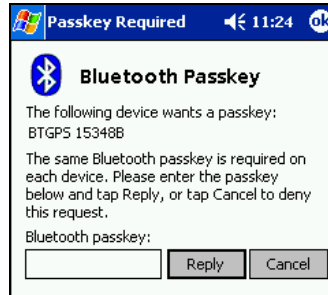 Passkey Required 11:24 ok
Bluetooth Passkey
The following device wants a passkey:
BTGPS 15348B
The same Bluetooth passkey is required on
each device. Please enter the passkey
below and tap Reply, or tap Cancel to deny
this request.
Bluetooth passkey:
Reply Cancel